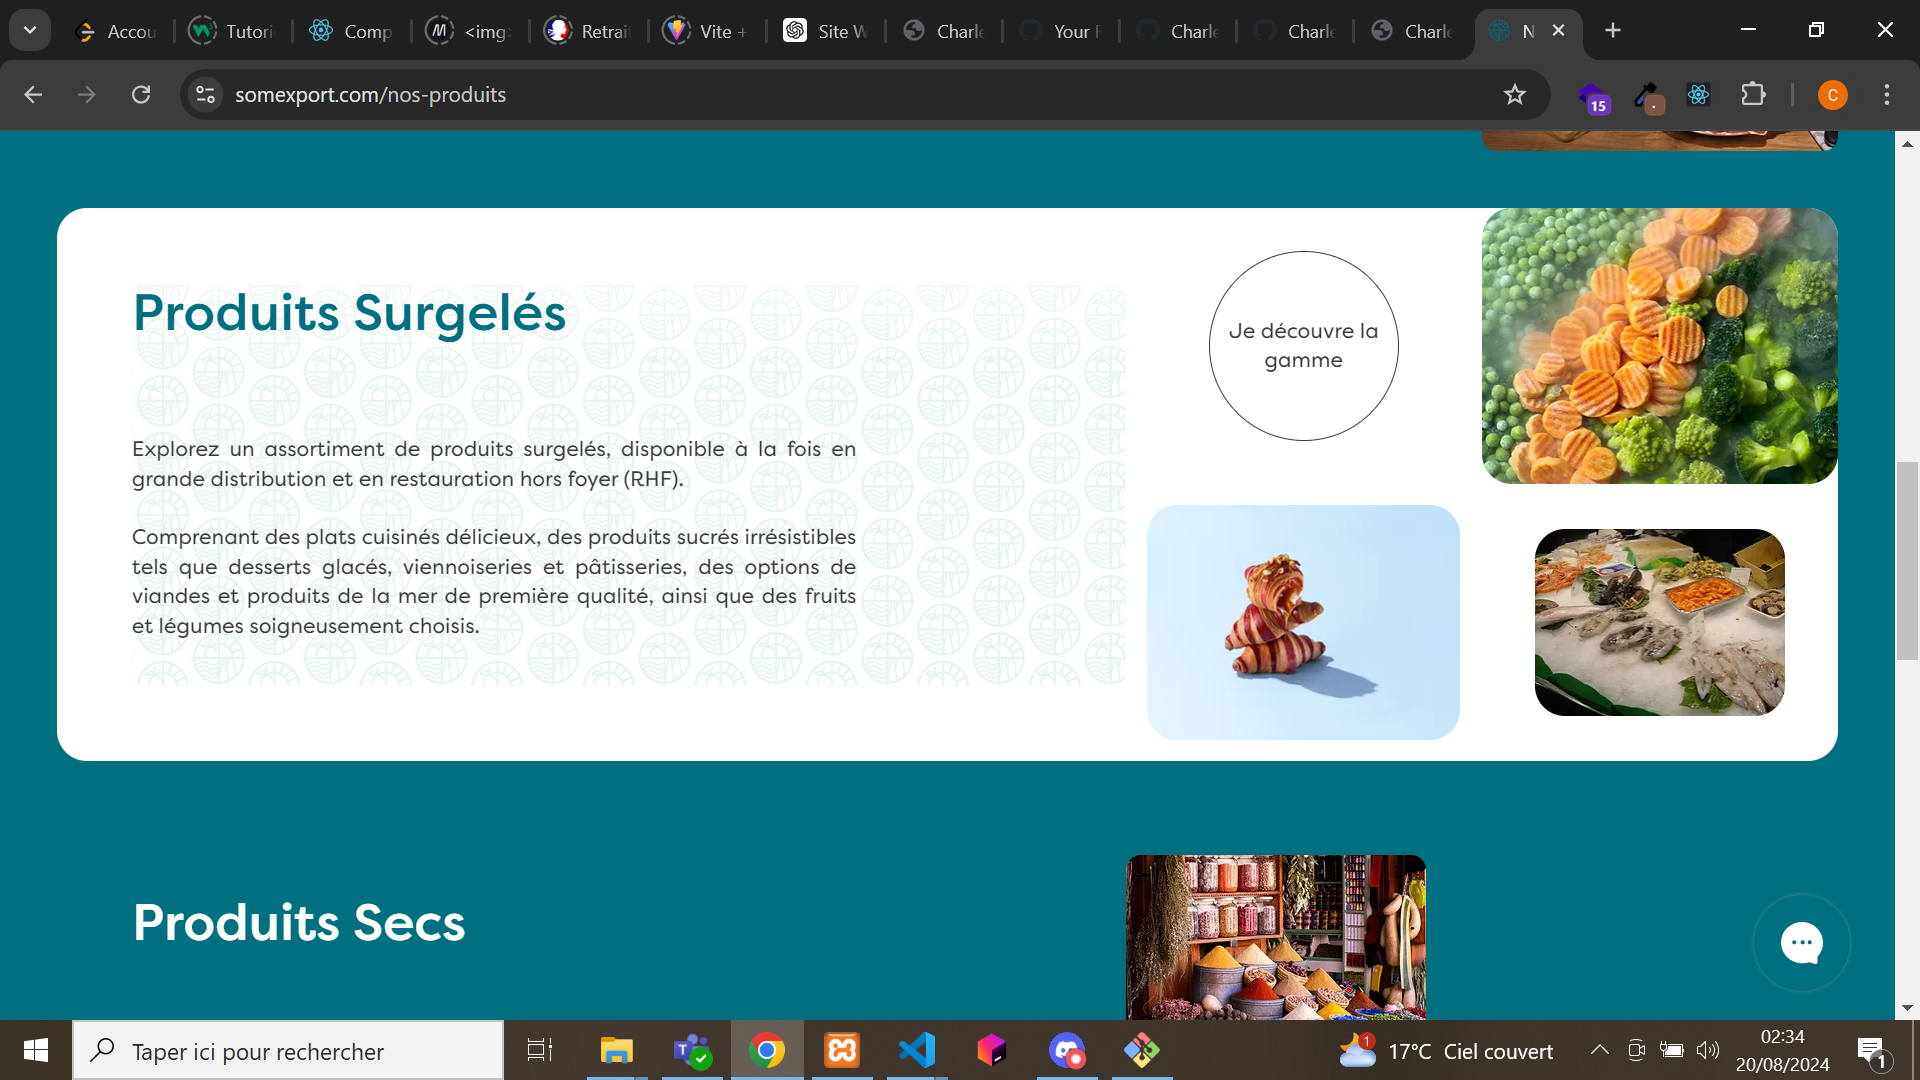 Accou
Tutori
Comp
<img
Retrait
Vite +
Site W
Charle
Your F
Charle
Charle
Charle
N
somexport.com/nos-produits
15
C
Produits Surgelés
Je découvre la
gamme
Explorez un assortiment de produits surgelés, disponible à la fois en
grande distribution et en restauration hors foyer (RHF).
Comprenant des plats cuisinés délicieux, des produits sucrés irrésistibles
tels que desserts glacés, viennoiseries et pâtisseries, des options de
viandes et produits de la mer de première qualité, ainsi que des fruits
et légumes soigneusement choisis.
Produits Secs
Taper ici pour rechercher
1
17°C Ciel couvert
02:34
20/08/2024
1